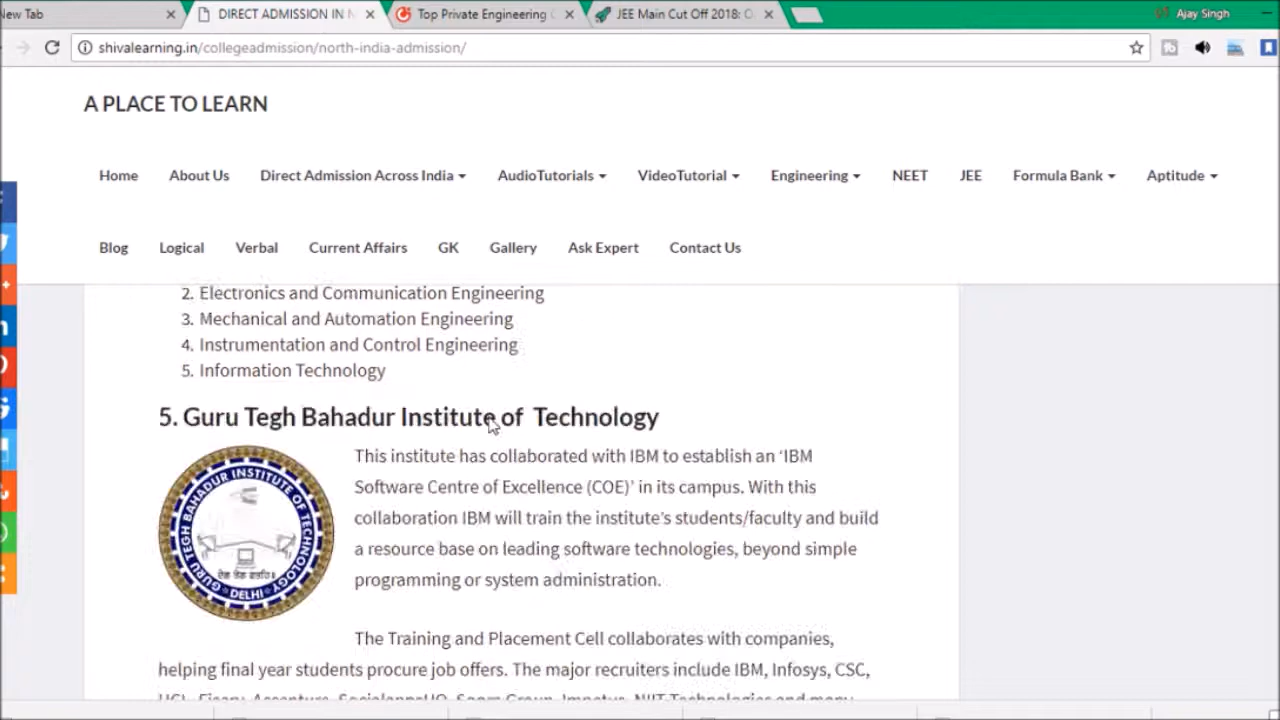 New Tab
DIRECT ADMISSION IN N
Top Private Engineering C
JEE Main Cut Off 2018: O
Ajay Singh
shivalearning.in/collegeadmission/north-india-admission/
A PLACE TO LEARN
Home About Us Direct Admission Across India AudioTutorials VideoTutorial Engineering NEET JEE Formula Bank Aptitude
Blog Logical Verbal Current Affairs GK Gallery Ask Expert Contact Us
2. Electronics and Communication Engineering
3. Mechanical and Automation Engineering
4. Instrumentation and Control Engineering
5. Information Technology
5. Guru Tegh Bahadur Institute of Technology
GURU TEGH BAHADUR INSTITUTE OF TECHNOLOGY
DELHI
This institute has collaborated with IBM to establish an ‘IBM
Software Centre of Excellence (COE)’ in its campus. With this
collaboration IBM will train the institute’s students/faculty and build
a resource base on leading software technologies, beyond simple
programming or system administration.
The Training and Placement Cell collaborates with companies,
helping final year students procure job offers. The major recruiters include IBM, Infosys, CSC,